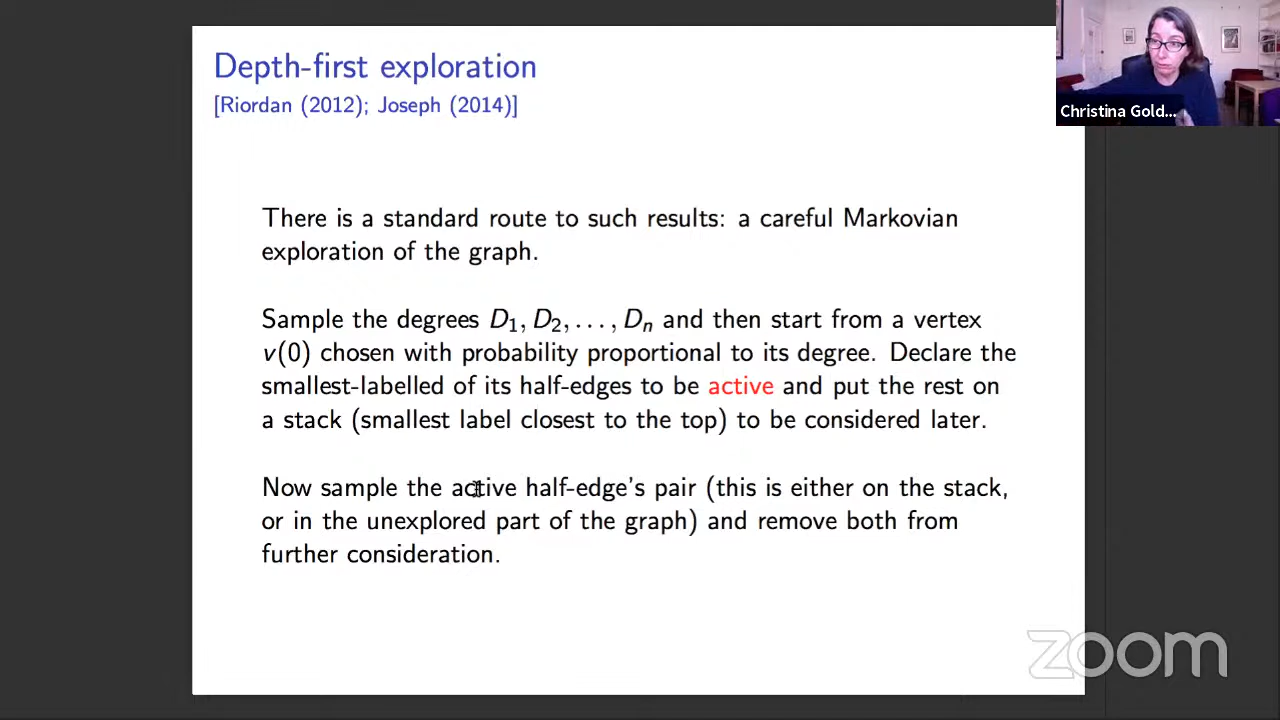 Depth-first exploration
[Riordan (2012); Joseph (2014)]
Christina Gold...
There is a standard route to such results: a careful Markovian
exploration of the graph.
Sample the degrees D₁, D₂, . . . , Dₙ and then start from a vertex
v(0) chosen with probability proportional to its degree. Declare the
smallest-labelled of its half-edges to be active and put the rest on
a stack (smallest label closest to the top) to be considered later.
Now sample the active half-edge's pair (this is either on the stack,
or in the unexplored part of the graph) and remove both from
further consideration.
zoom